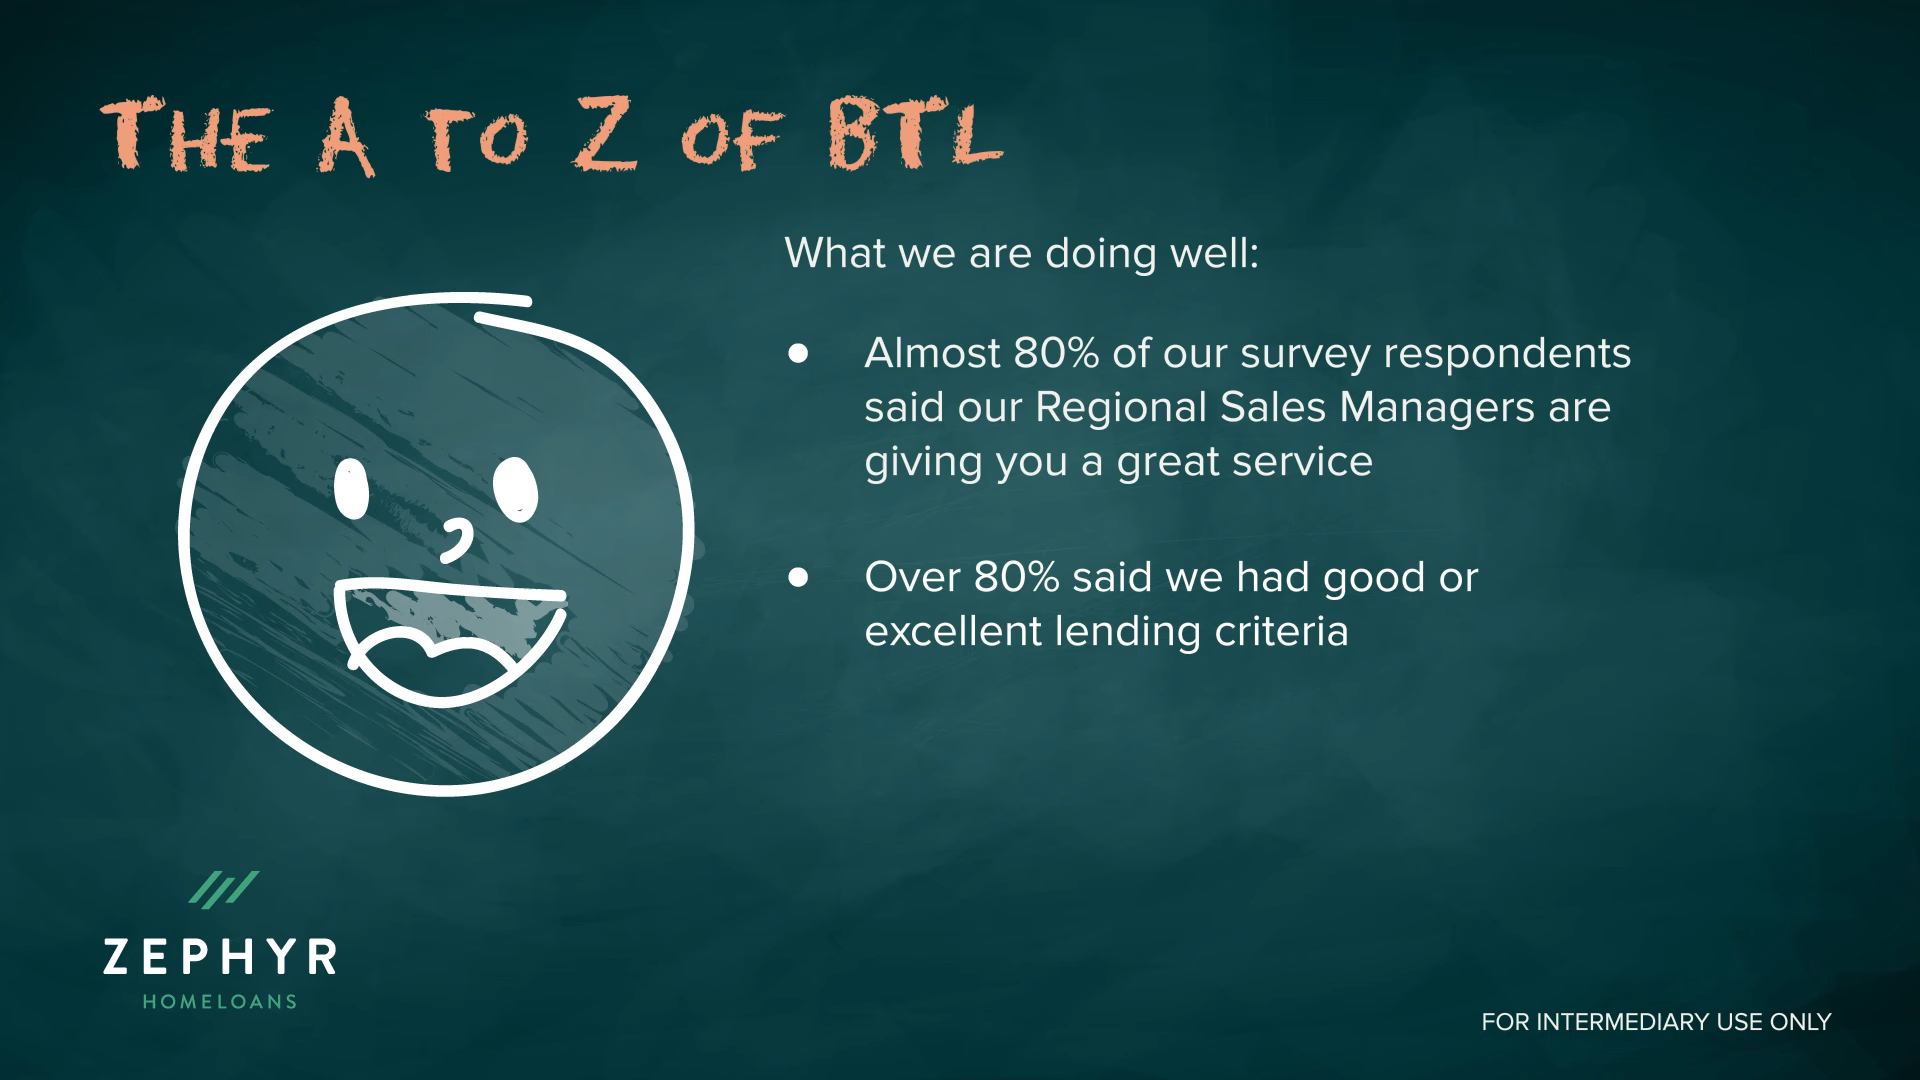 THE A TO Z OF BTL
What we are doing well:
● Almost 80% of our survey respondents
said our Regional Sales Managers are
giving you a great service
● Over 80% said we had good or
excellent lending criteria
ZEPHYR
HOMELOANS
FOR INTERMEDIARY USE ONLY